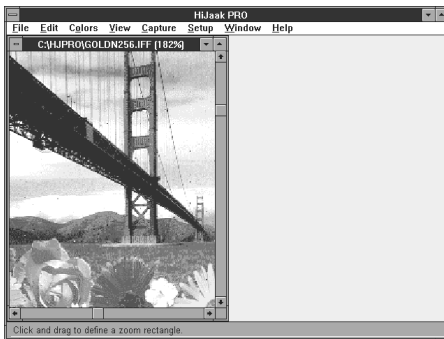 HiJaak PRO
File Edit Colors View Capture Setup Window Help
C:\HJPRO\GOLDN256.IFF (182%)
Click and drag to define a zoom rectangle.